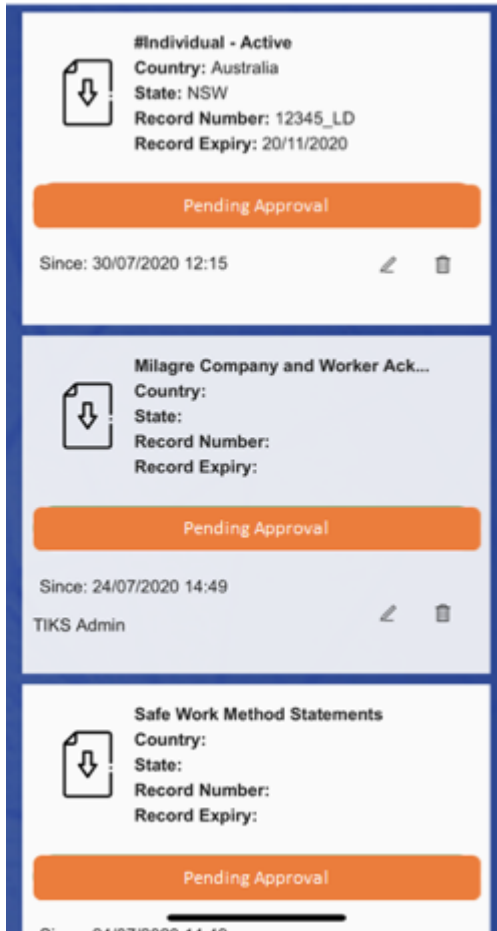 #Individual - Active
Country: Australia
State: NSW
Record Number: 12345_LD
Record Expiry: 20/11/2020
Pending Approval
Since: 30/07/2020 12:15
Milagre Company and Worker Ack...
Country:
State:
Record Number:
Record Expiry:
Pending Approval
Since: 24/07/2020 14:49
TIKS Admin
Safe Work Method Statements
Country:
State:
Record Number:
Record Expiry:
Pending Approval